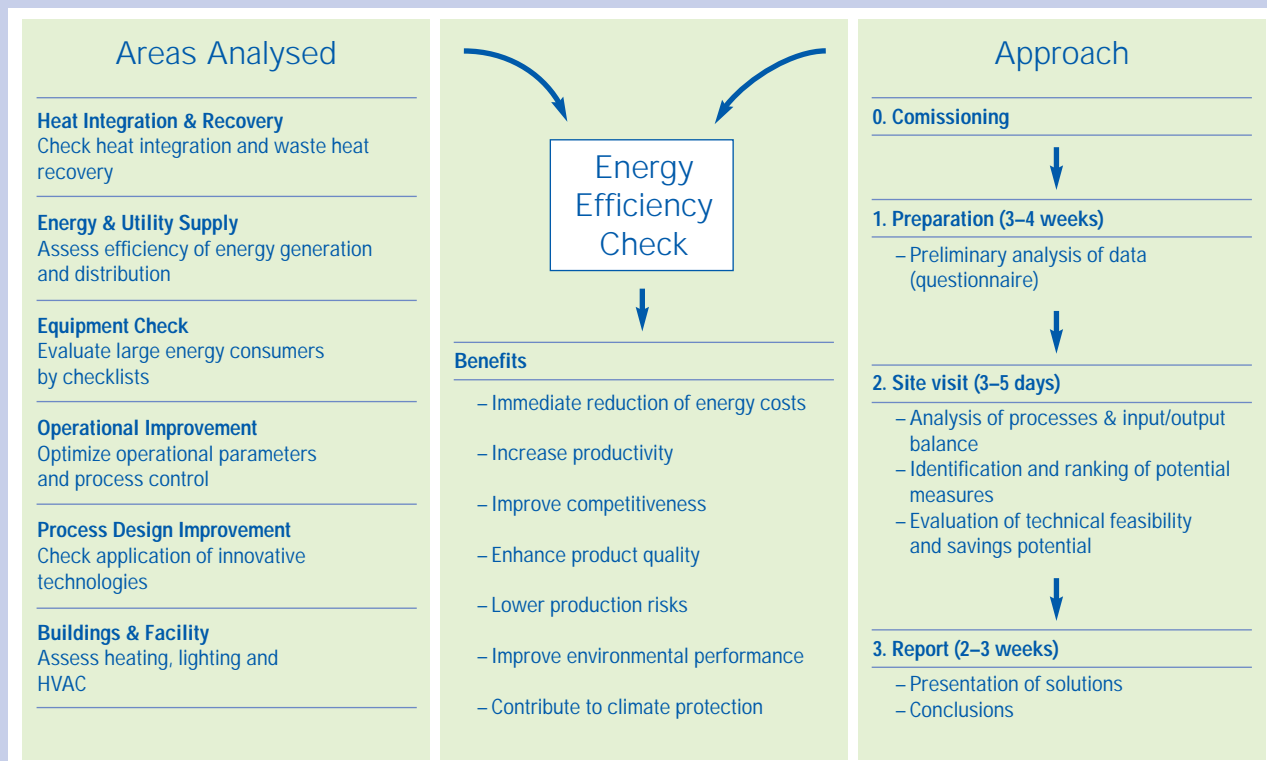 Areas Analysed
Heat Integration & Recovery
Check heat integration and waste heat
recovery
Energy & Utility Supply
Assess efficiency of energy generation
and distribution
Equipment Check
Evaluate large energy consumers
by checklists
Operational Improvement
Optimize operational parameters
and process control
Process Design Improvement
Check application of innovative
technologies
Buildings & Facility
Assess heating, lighting and
HVAC
Energy
Efficiency
Check
Benefits
– Immediate reduction of energy costs
– Increase productivity
– Improve competitiveness
– Enhance product quality
– Lower production risks
– Improve environmental performance
– Contribute to climate protection
Approach
0. Comissioning
1. Preparation (3–4 weeks)
– Preliminary analysis of data
(questionnaire)
2. Site visit (3–5 days)
– Analysis of processes & input/output
balance
– Identification and ranking of potential
measures
– Evaluation of technical feasibility
and savings potential
3. Report (2–3 weeks)
– Presentation of solutions
– Conclusions